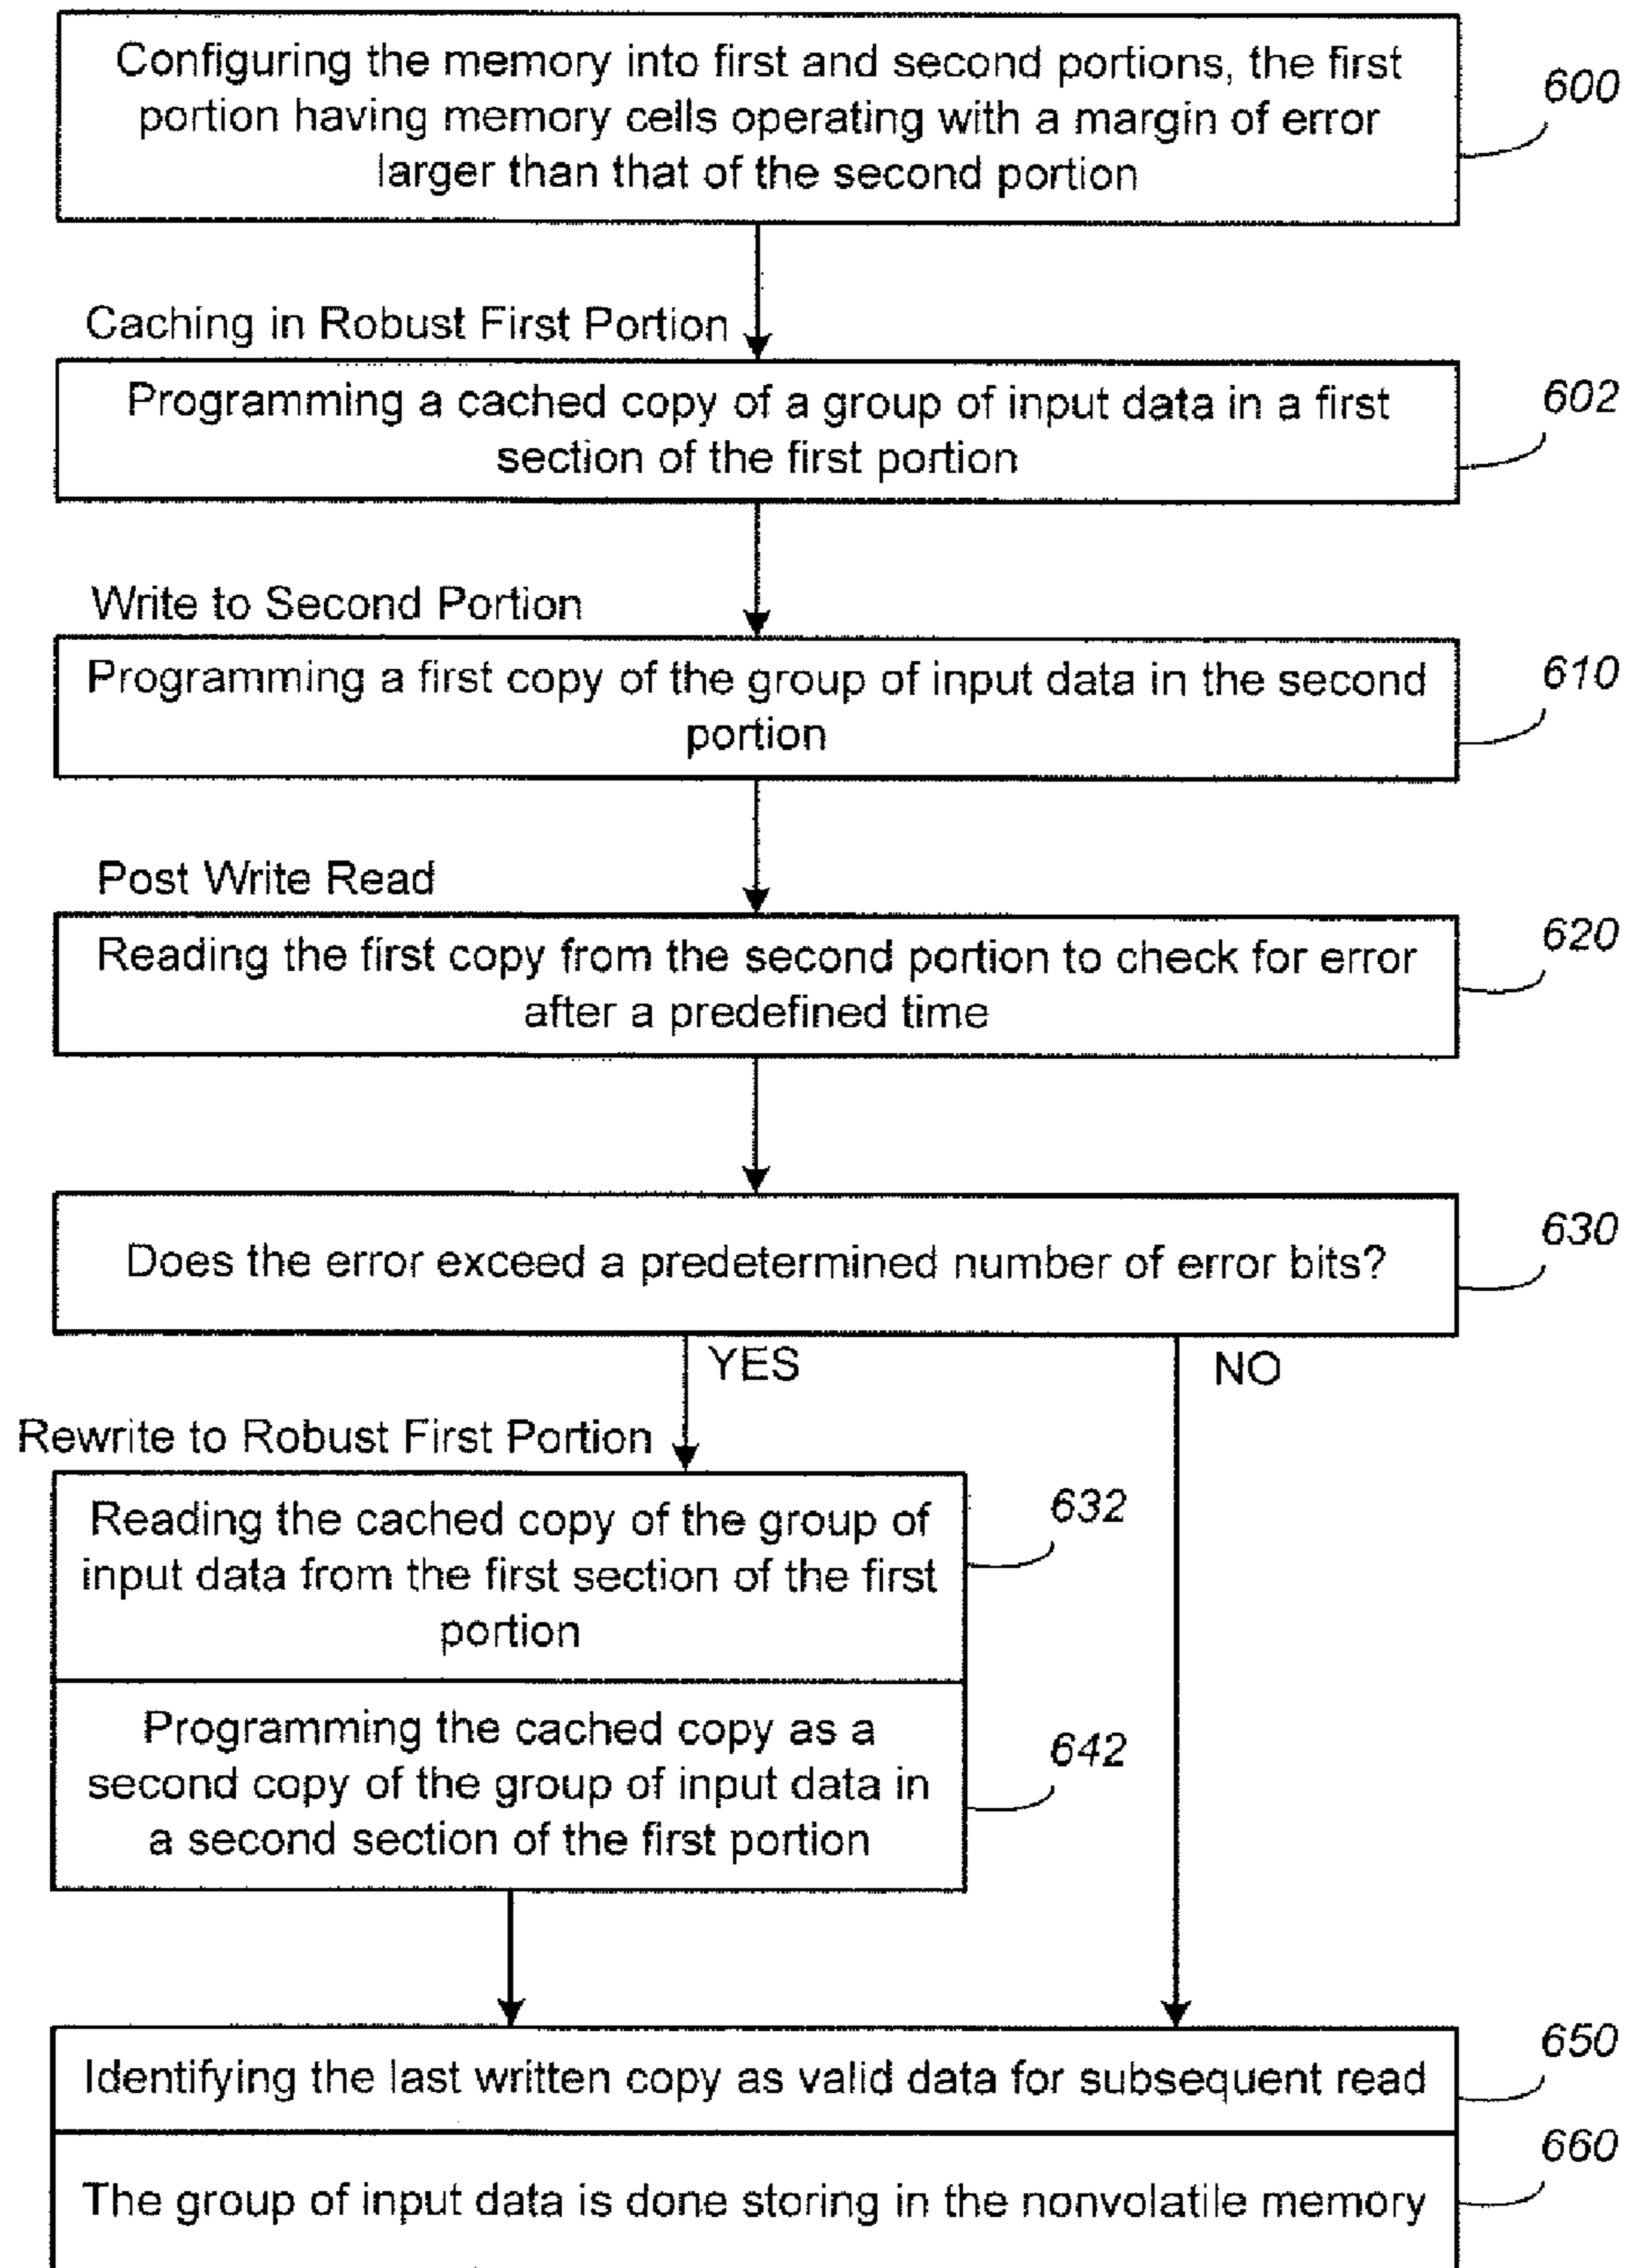 Configuring the memory into first and second portions, the first
portion having memory cells operating with a margin of error
larger than that of the second portion
600
Caching in Robust First Portion
Programming a cached copy of a group of input data in a first
section of the first portion
602
Write to Second Portion
Programming a first copy of the group of input data in the second
portion
610
Post Write Read
Reading the first copy from the second portion to check for error
after a predefined time
620
Does the error exceed a predetermined number of error bits?
630
YES
NO
Rewrite to Robust First Portion
Reading the cached copy of the group of
input data from the first section of the first
portion
632
Programming the cached copy as a
second copy of the group of input data in
a second section of the first portion
642
Identifying the last written copy as valid data for subsequent read
650
The group of input data is done storing in the nonvolatile memory
660